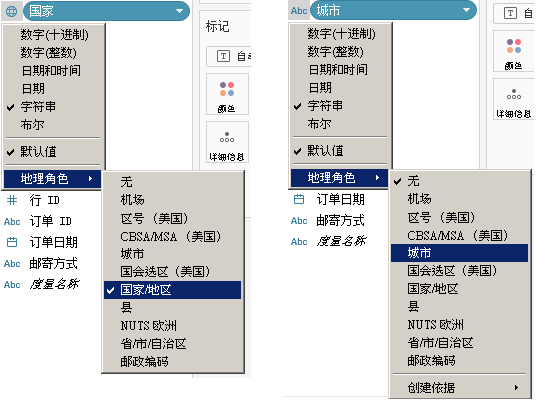 国家
标记
数字(十进制)
数字(整数)
日期和时间
日期
字符串
布尔
默认值
地理角色
T
颜色
详细信息
无
机场
区号（美国）
CBSA/MSA（美国）
城市
国会选区（美国）
国家/地区
县
NUTS 欧洲
省/市/自治区
邮政编码
# 行 ID
Abc 订单 ID
订单日期
Abc 邮寄方式
Abc 度量名称
Abc 城市
数字(十进制)
数字(整数)
日期和时间
日期
字符串
布尔
默认值
地理角色
T
颜色
详细信息
无
机场
区号（美国）
CBSA/MSA（美国）
城市
国会选区（美国）
国家/地区
县
NUTS 欧洲
省/市/自治区
邮政编码
创建依据
订单日期
Abc 邮寄方式
Abc 度量名称